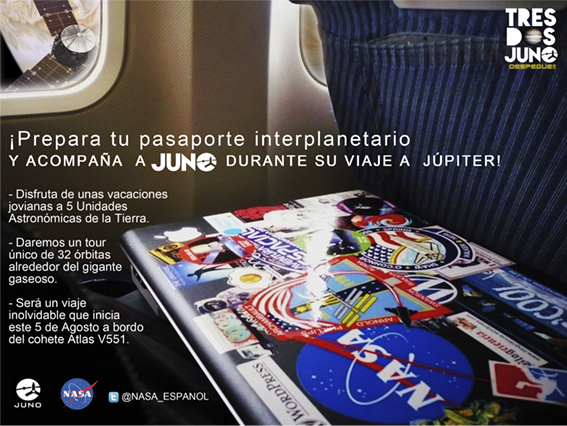 TRES
DOS
JUNO
DESPEGUE!!
¡Prepara tu pasaporte interplanetario
Y ACOMPAÑA A JUNO DURANTE SU VIAJE A JÚPITER!
- Disfruta de unas vacaciones
jovianas a 5 Unidades
Astronómicas de la Tierra.
- Daremos un tour
único de 32 órbitas
alrededor del gigante
gaseoso.
- Será un viaje
inolvidable que inicia
este 5 de Agosto a bordo
del cohete Atlas V551.
NASA
WORDPRESS
COOL
JUNO
NASA
@NASA_ESPANOL